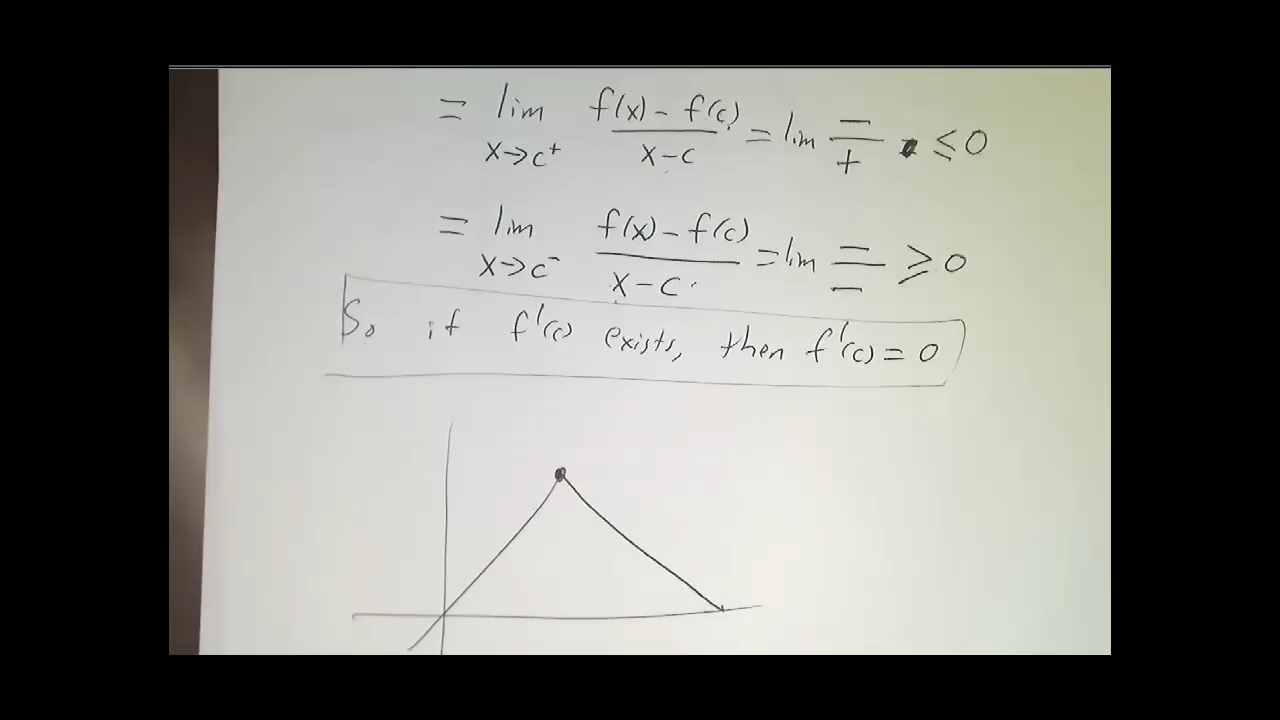 = lim x→c⁺ f(x) - f(c) / x - c = lim - / + ≤ 0
= lim x→c⁻ f(x) - f(c) / x - c = lim - / - ≥ 0
So if f'(c) exists, then f'(c) = 0